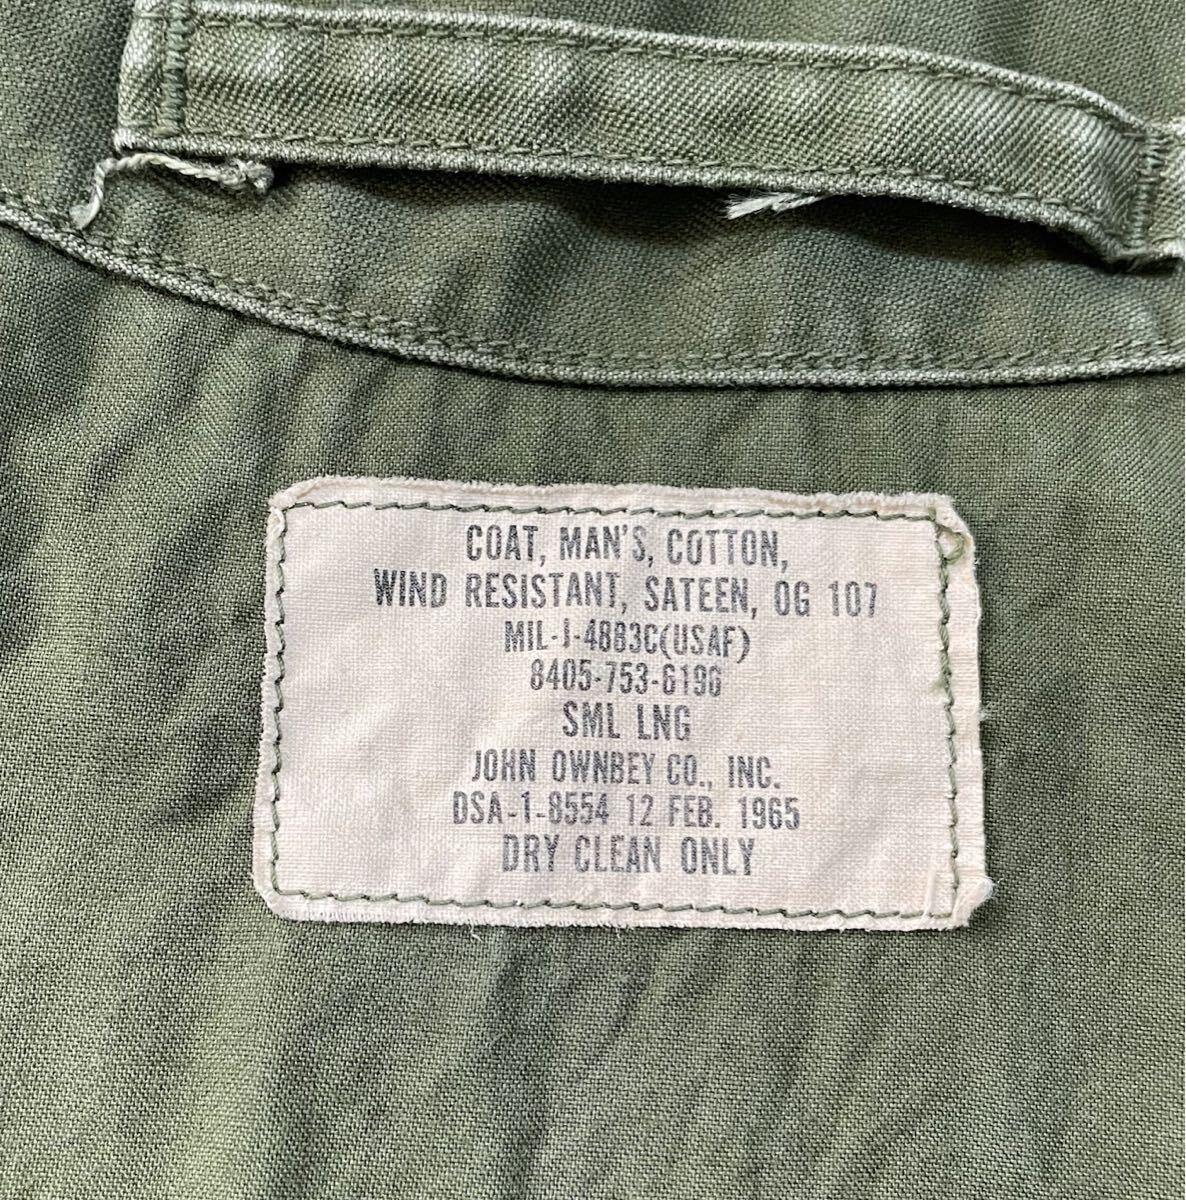 COAT, MAN'S, COTTON,
WIND RESISTANT, SATEEN, OG 107
MIL-J-4883C(USAF)
8405-753-6196
SML LNG
JOHN OWNBEY CO., INC.
DSA-1-8554 12 FEB. 1965
DRY CLEAN ONLY